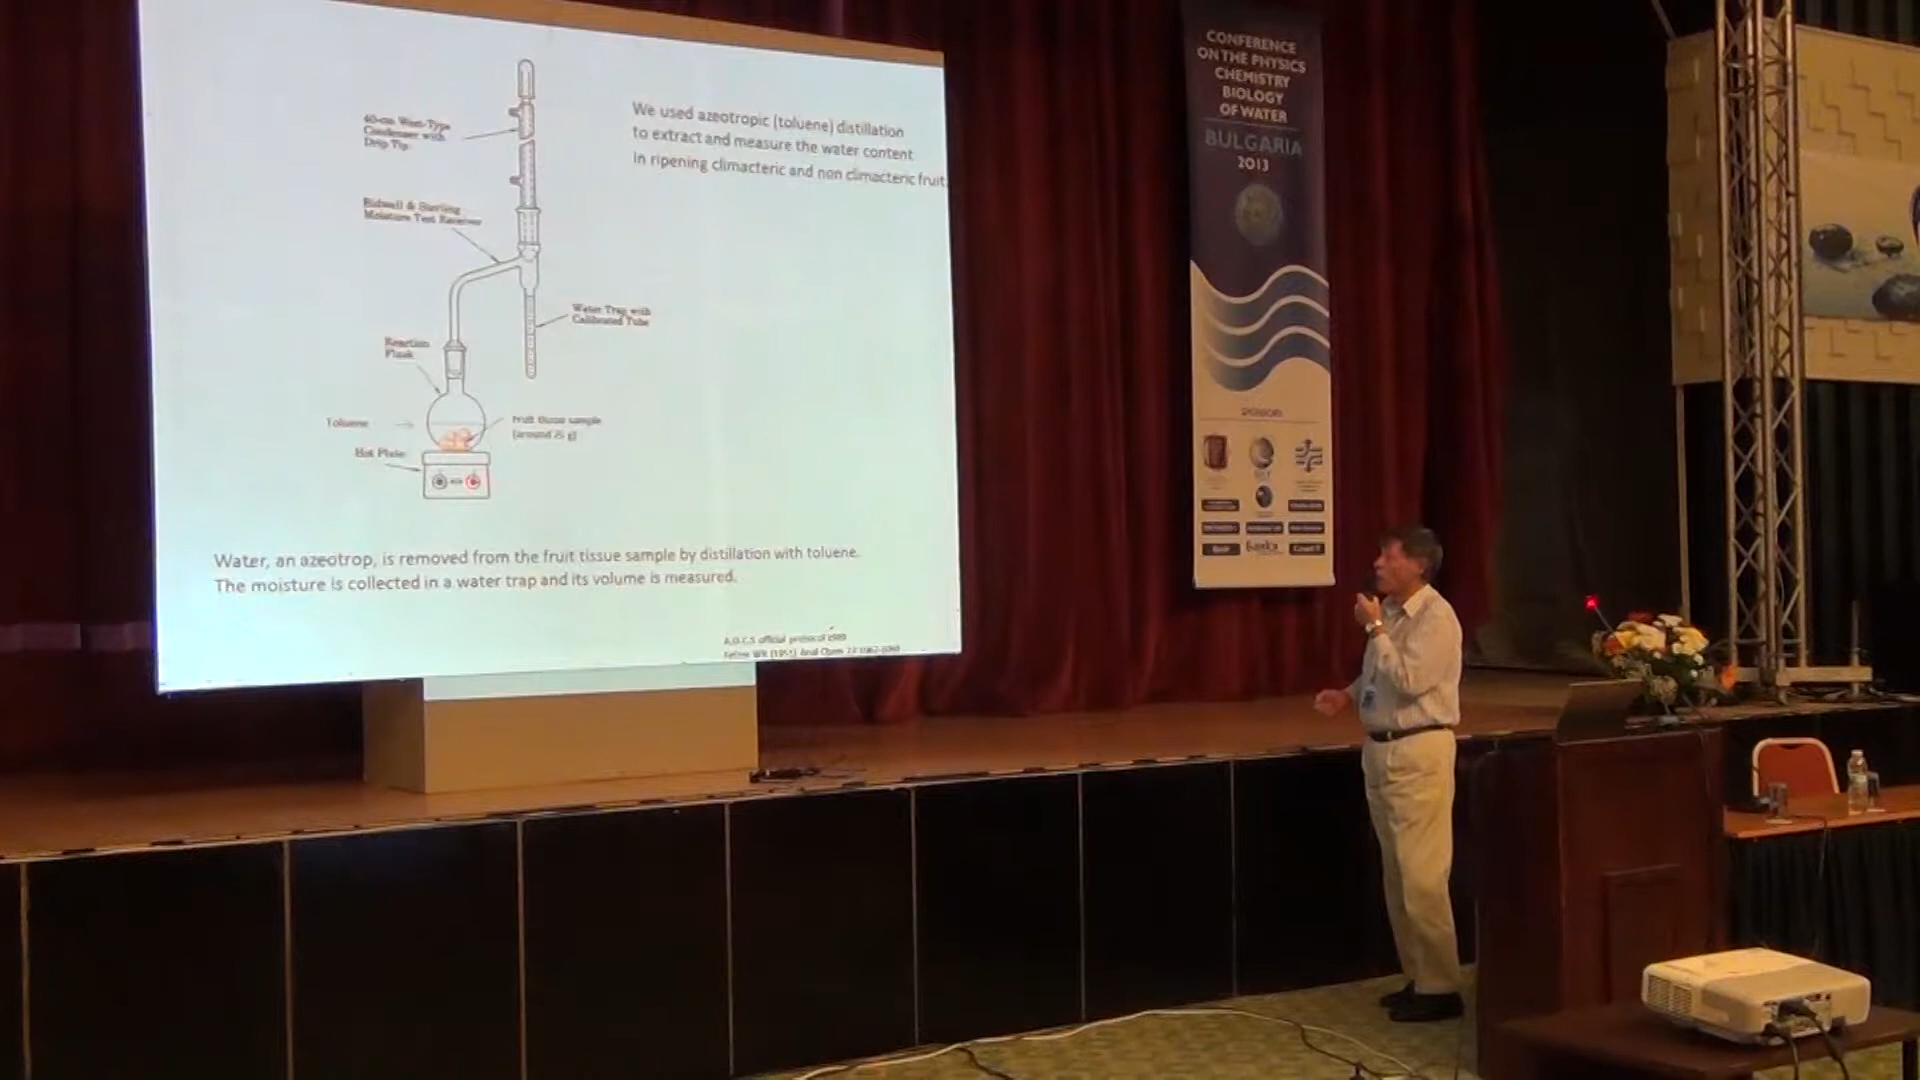 40-cm West-Type
Condenser with
Drip Tip
Bidwell & Sterling
Moisture Test Receiver
Water Trap with
Calibrated Tube
Reaction
Flask
Toluene
Fruit tissue sample
(around 25 g)
Hot Plate
We used azeotropic (toluene) distillation
to extract and measure the water content
in ripening climacteric and non climacteric fruit
Water, an azeotrop, is removed from the fruit tissue sample by distillation with toluene.
The moisture is collected in a water trap and its volume is measured.
A.O.C.S official protocol
CONFERENCE
ON THE PHYSICS
CHEMISTRY
BIOLOGY
OF WATER
BULGARIA
2013
SPONSORS